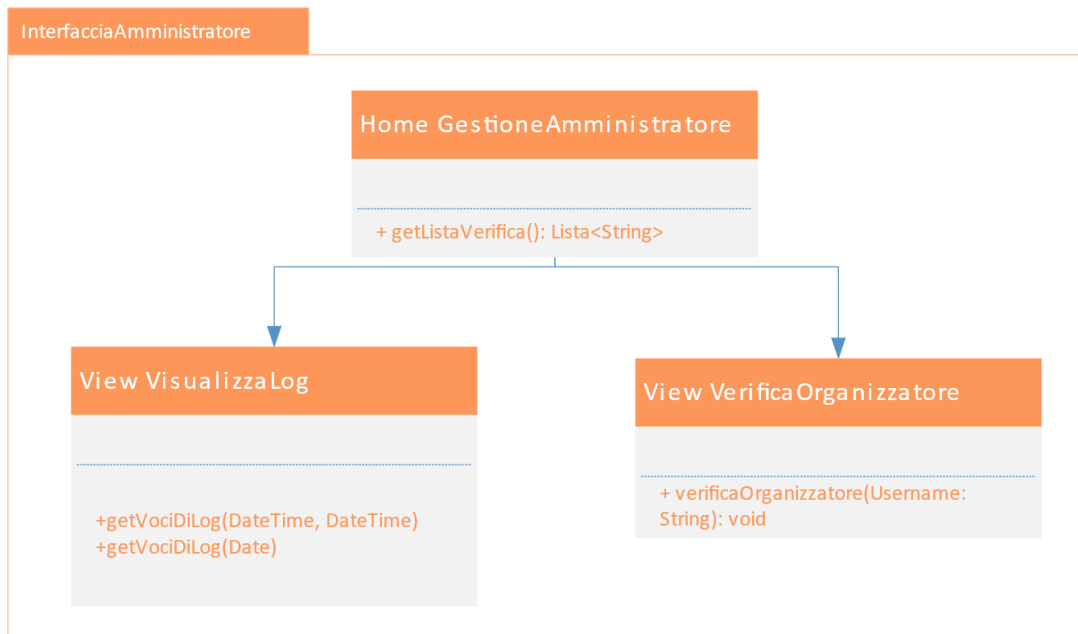 InterfacciaAmministratore
Home GestioneAmministratore
+ getListaVerifica(): Lista<String>
View VisualizzaLog
+getVociDiLog(DateTime, DateTime)
+getVociDiLog(Date)
View VerificaOrganizzatore
+ verificaOrganizzatore(Username:
String): void